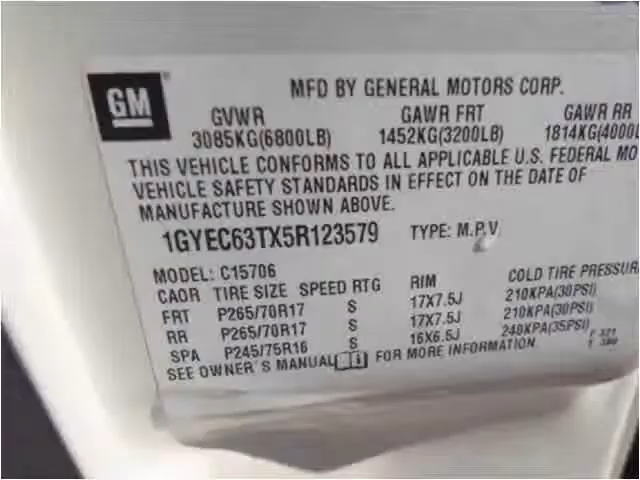 GM
MFD BY GENERAL MOTORS CORP.
GVWR GAWR FRT GAWR RR
3085KG(6800LB) 1452KG(3200LB) 1814KG(4000L
THIS VEHICLE CONFORMS TO ALL APPLICABLE U.S. FEDERAL MO
VEHICLE SAFETY STANDARDS IN EFFECT ON THE DATE OF
MANUFACTURE SHOWN ABOVE.
1GYEC63TX5R123579 TYPE: M.P.V
MODEL: C15706
CAOR TIRE SIZE SPEED RTG RIM COLD TIRE PRESSUR
FRT P265/70R17 S 17X7.5J 210KPA(30PSI)
RR P265/70R17 S 17X7.5J 210KPA(30PSI)
SPA P245/75R16 S 16X6.5J 240KPA(35PSI)
SEE OWNER'S MANUAL FOR MORE INFORMATION